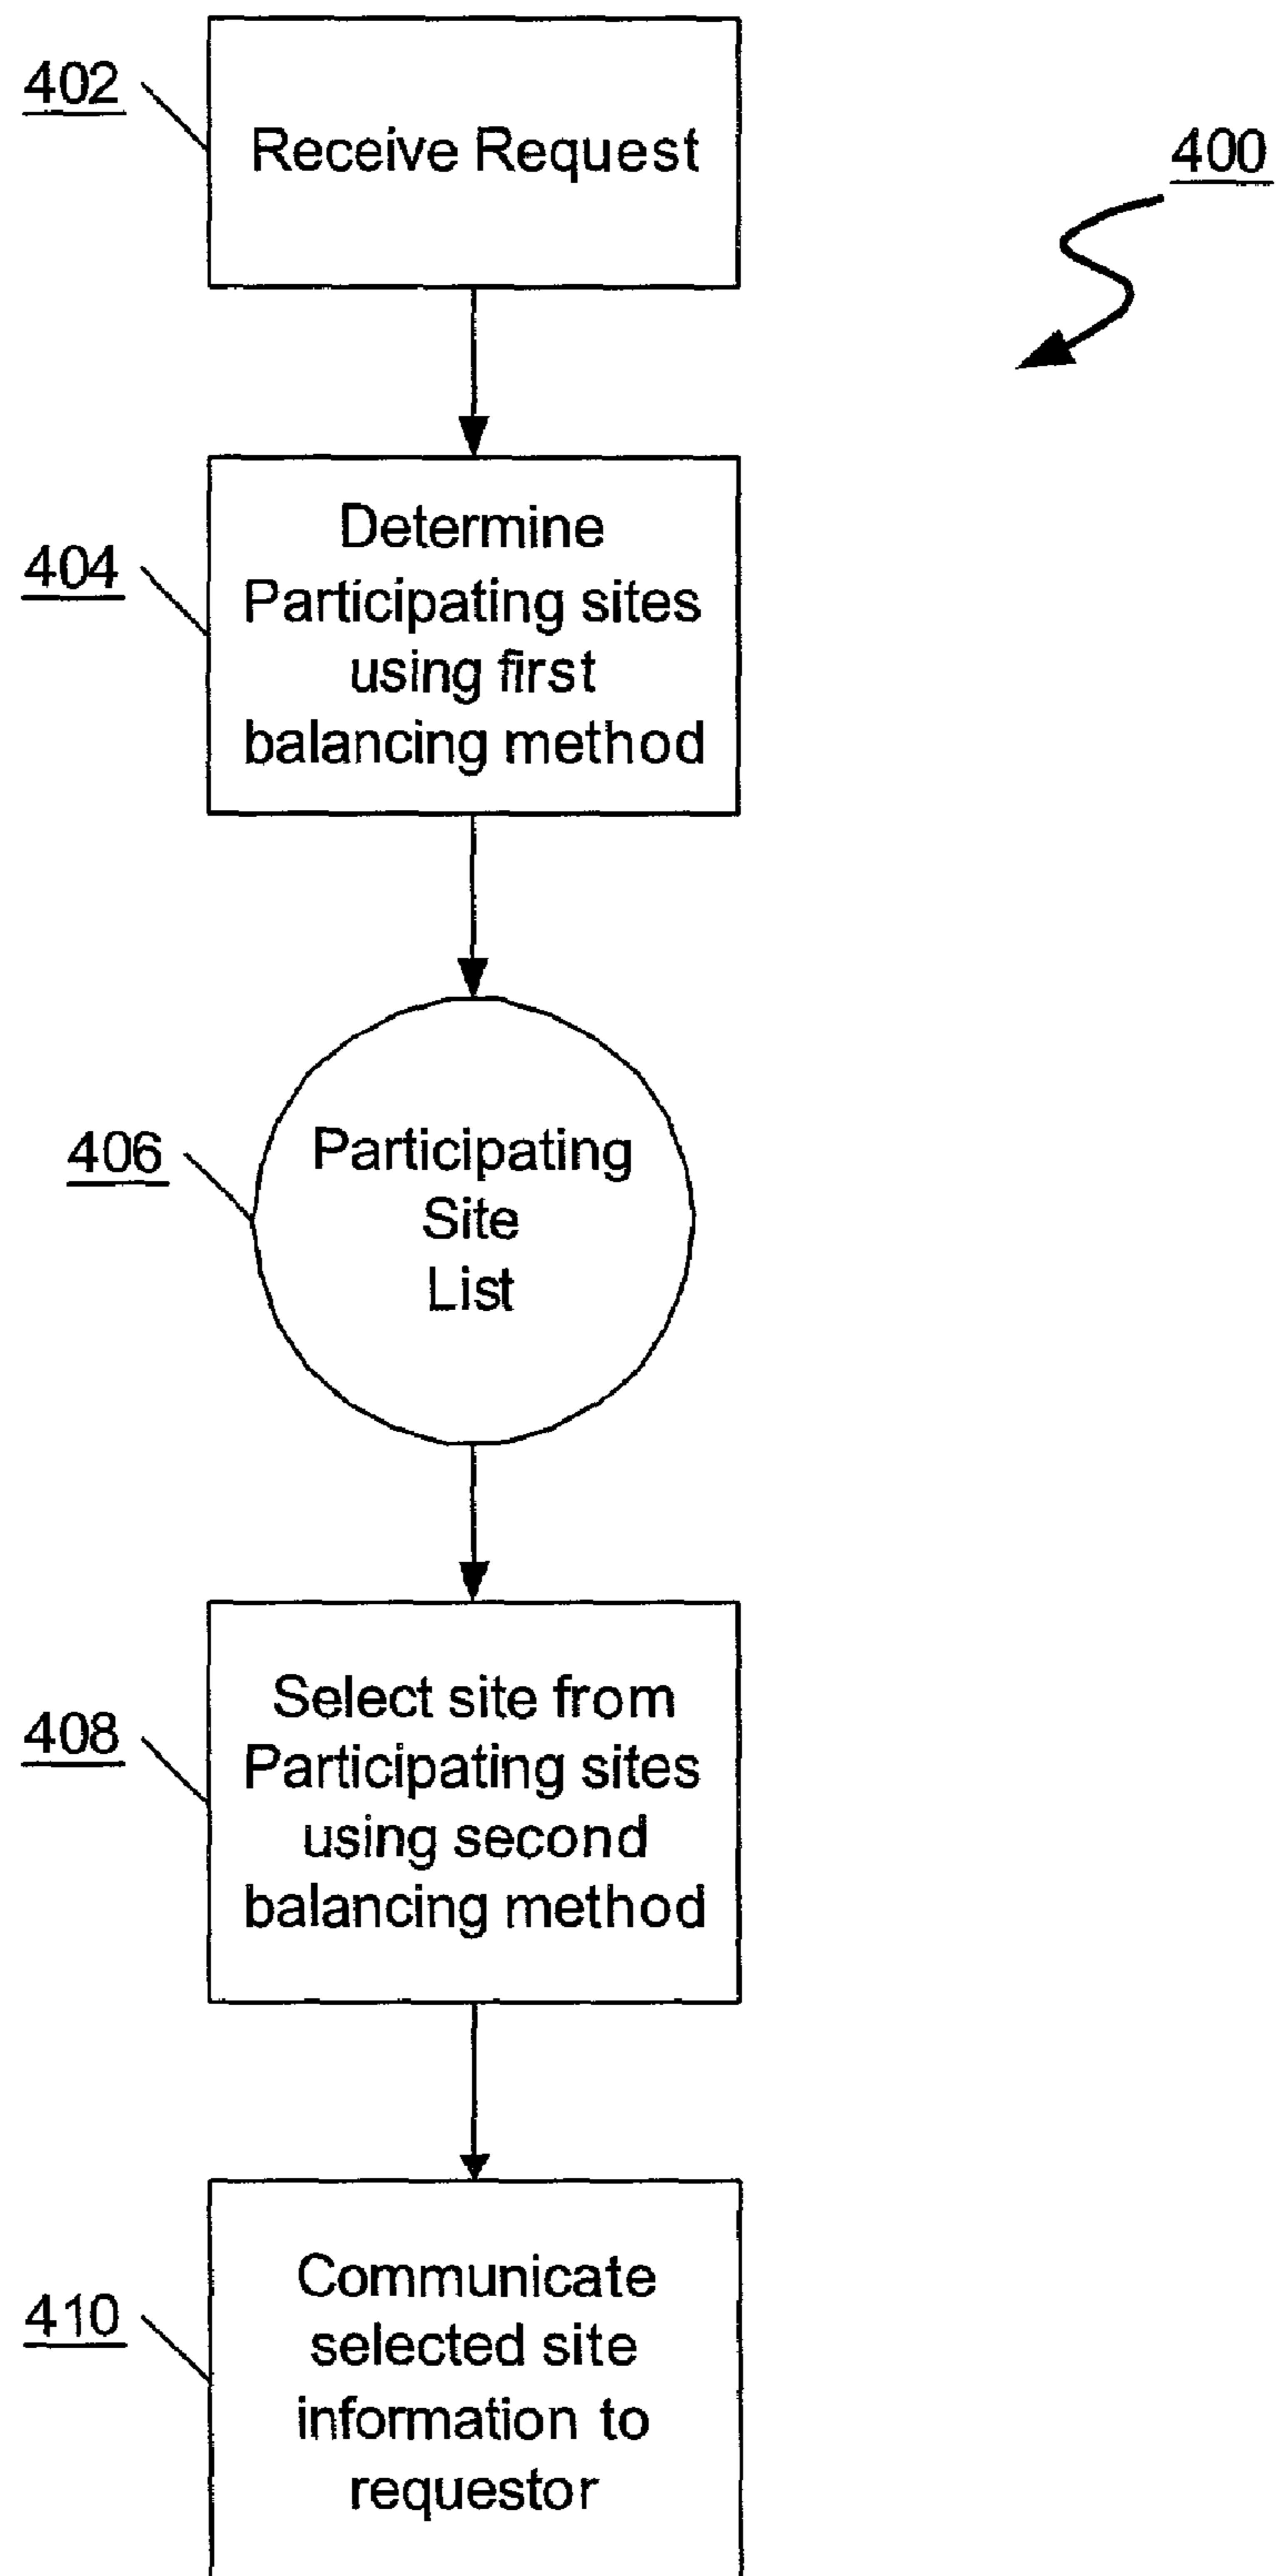 402
Receive Request
400
404
Determine
Participating sites
using first
balancing method
406
Participating
Site
List
408
Select site from
Participating sites
using second
balancing method
410
Communicate
selected site
information to
requestor